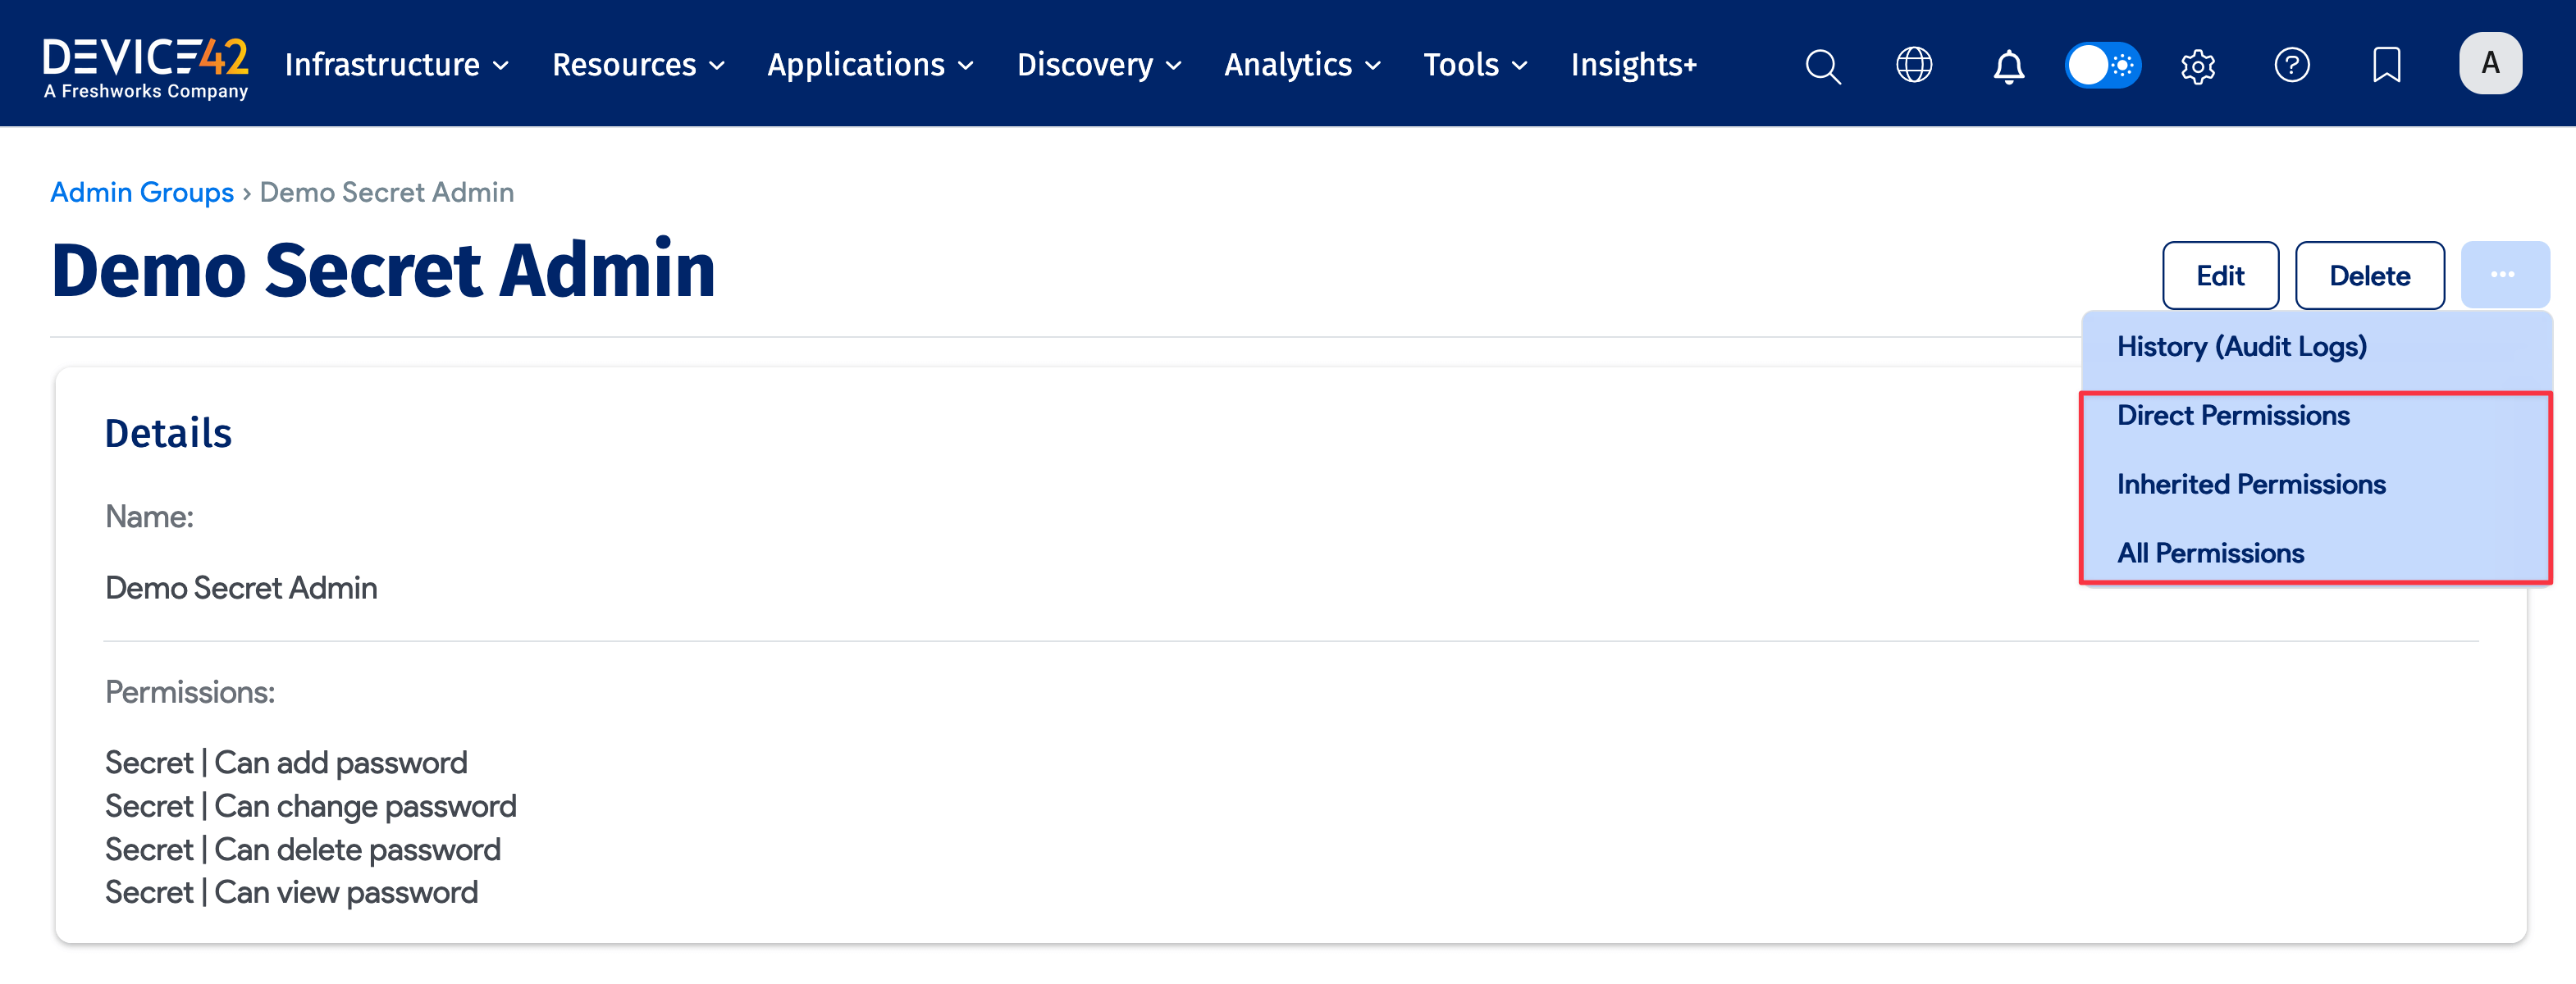 DEVICE42
A Freshworks Company
Infrastructure Resources Applications Discovery Analytics Tools Insights+ ? A
Admin Groups › Demo Secret Admin
Demo Secret Admin
Edit Delete ...
History (Audit Logs)
Direct Permissions
Inherited Permissions
All Permissions
Details
Name:
Demo Secret Admin
Permissions:
Secret | Can add password
Secret | Can change password
Secret | Can delete password
Secret | Can view password